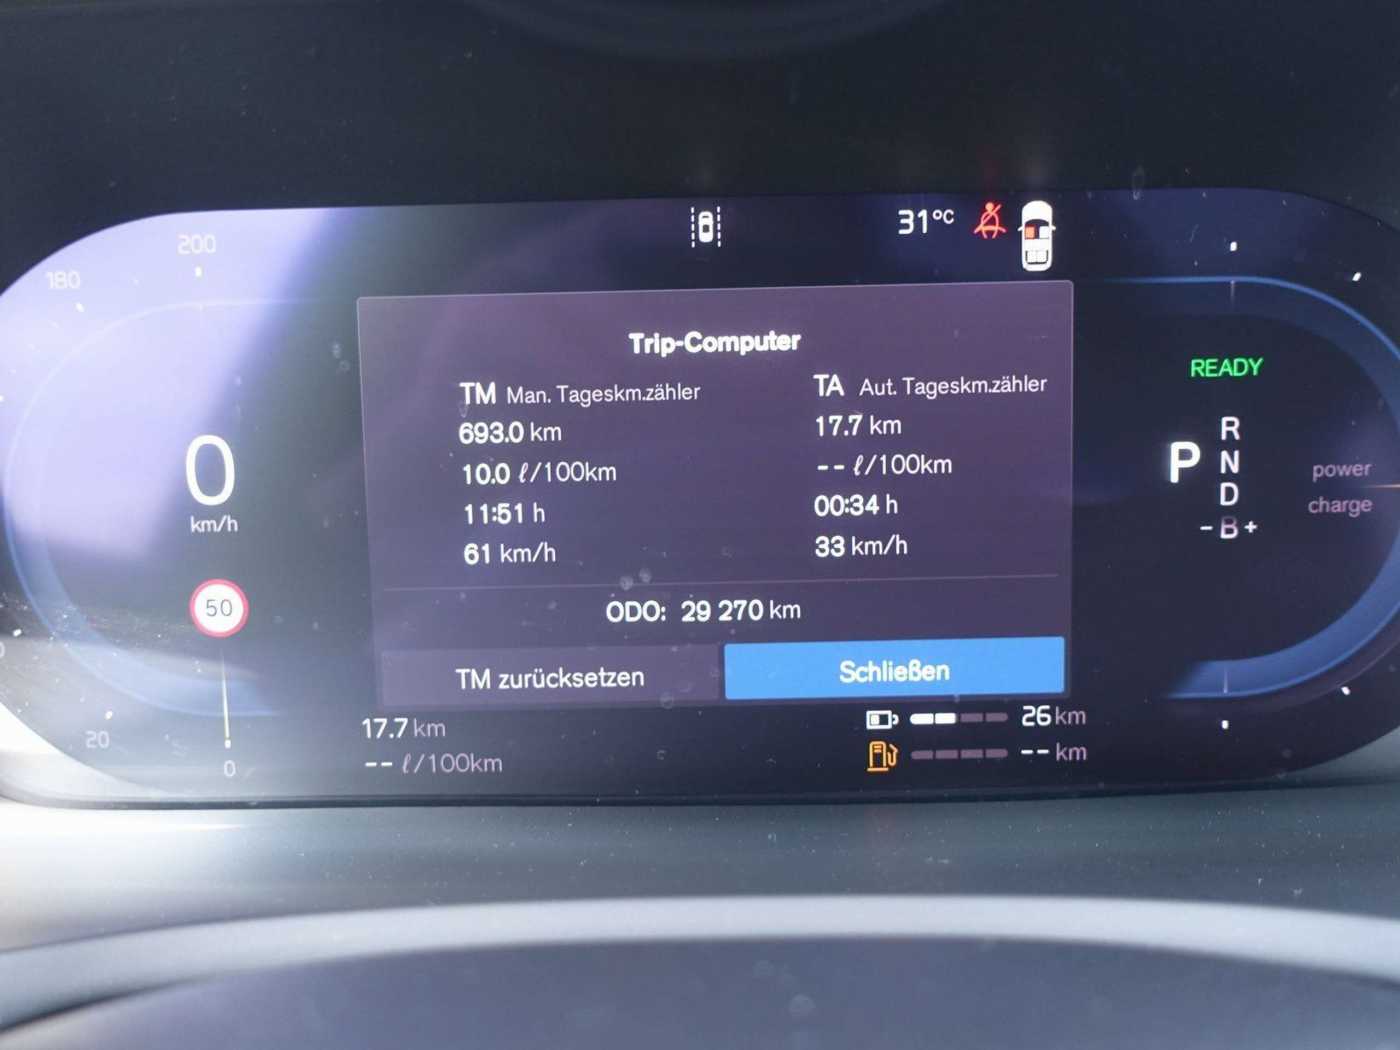 31°C
200
180
Trip-Computer
TM Man. Tageskm.zähler
693.0 km
10.0 ℓ/100km
11:51 h
61 km/h
TA Aut. Tageskm.zähler
17.7 km
-- ℓ/100km
00:34 h
33 km/h
ODO: 29 270 km
TM zurücksetzen
Schließen
0
km/h
50
20
0
READY
P
R
N
D
- B +
power
charge
17.7 km
-- ℓ/100km
26 km
-- km